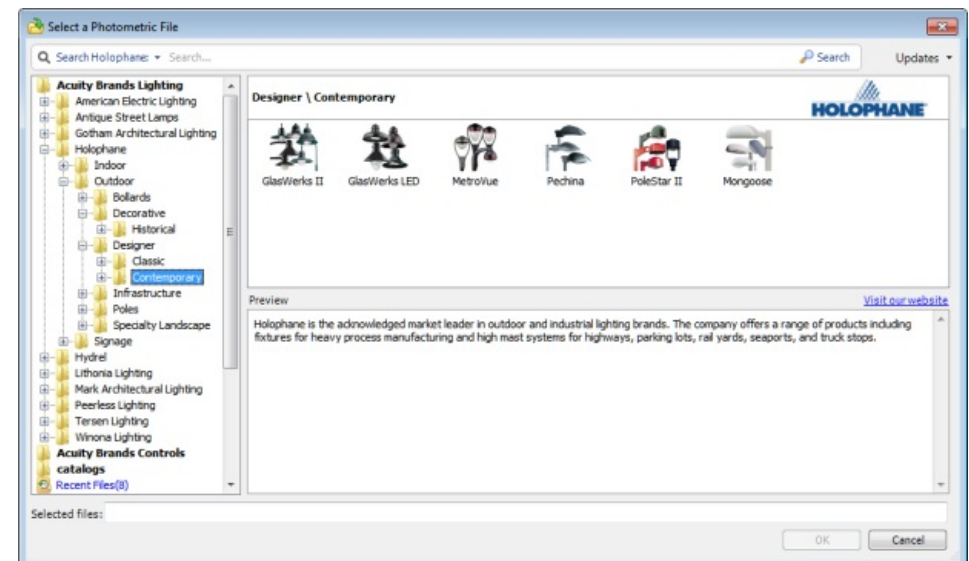 Select a Photometric File
Search Holophane: Search...
Search
Updates
Acuity Brands Lighting
American Electric Lighting
Antique Street Lamps
Gotham Architectural Lighting
Holophane
Indoor
Outdoor
Bollards
Decorative
Historical
Designer
Classic
Contemporary
Infrastructure
Poles
Specialty Landscape
Signage
Hydrel
Lithonia Lighting
Mark Architectural Lighting
Peerless Lighting
Tersen Lighting
Winona Lighting
Acuity Brands Controls
catalogs
Recent Files(8)
Designer \ Contemporary
HOLOPHANE
GlasWerks II
GlasWerks LED
MetroVue
Pechina
PoleStar II
Mongoose
Preview
Visit our website
Holophane is the acknowledged market leader in outdoor and industrial lighting brands. The company offers a range of products including
fixtures for heavy process manufacturing and high mast systems for highways, parking lots, rail yards, seaports, and truck stops.
Selected files:
OK
Cancel